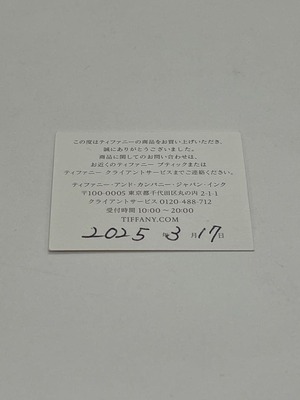 この度はティファニーの商品をお買い上げいただき、
誠にありがとうございました。
商品に関してのお問い合わせは、
お近くのティファニー ブティックまたは
ティファニー クライアントサービスまでご連絡ください。
ティファニー・アンド・カンパニー・ジャパン・インク
〒100-0005 東京都千代田区丸の内 2-1-1
クライアントサービス 0120-488-712
受付時間 10:00〜20:00
TIFFANY.COM
2025 年 3 月 17 日